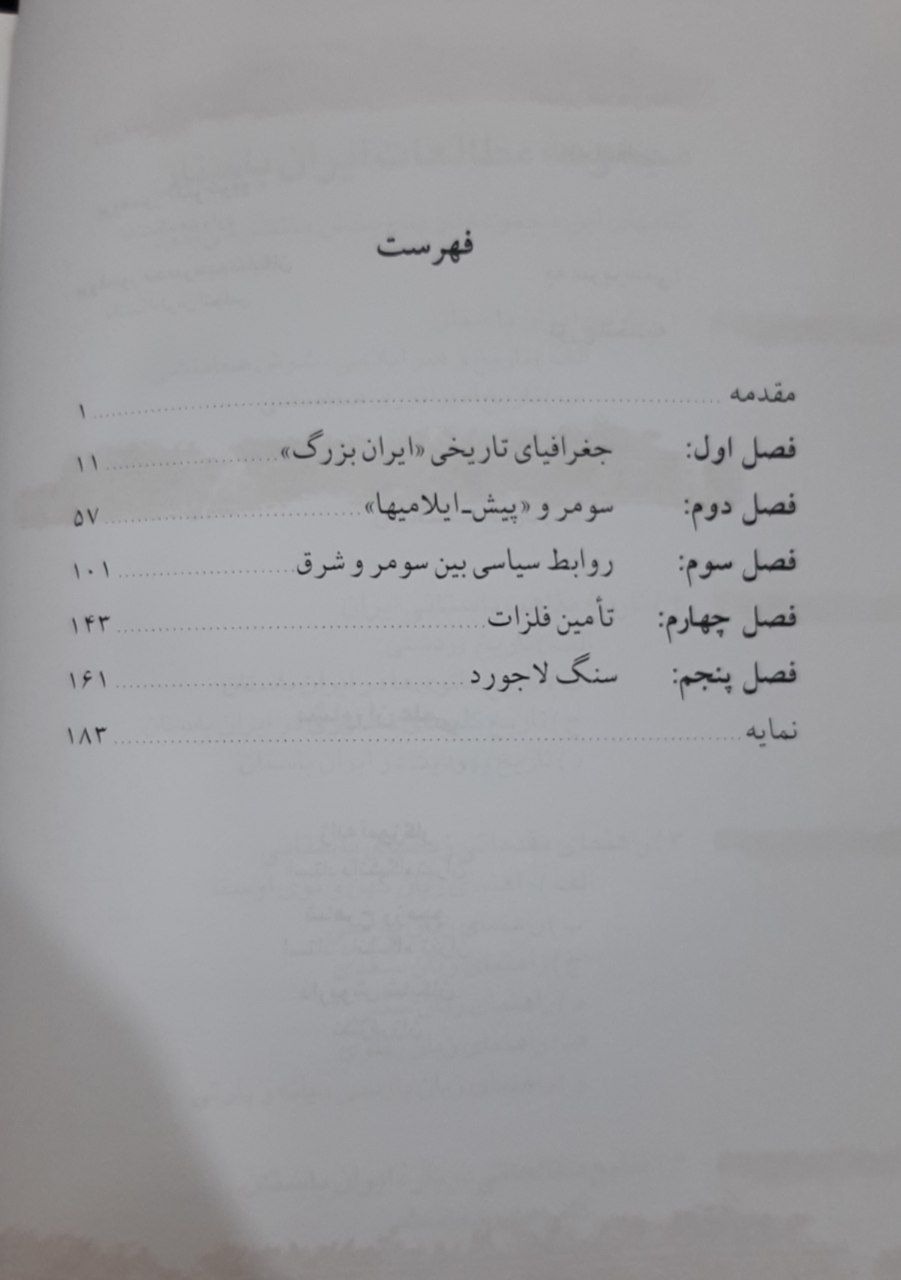 فهرست
مقدمه ........................ ۱
فصل اول: جغرافیای تاریخی «ایران بزرگ» ........................ ۱۱
فصل دوم: سومر و «پیش-ایلامیها» ........................ ۵۷
فصل سوم: روابط سیاسی بین سومر و شرق ........................ ۱۰۱
فصل چهارم: تأمین فلزات ........................ ۱۴۳
فصل پنجم: سنگ لاجورد ........................ ۱۶۱
نمایه ........................ ۱۸۳